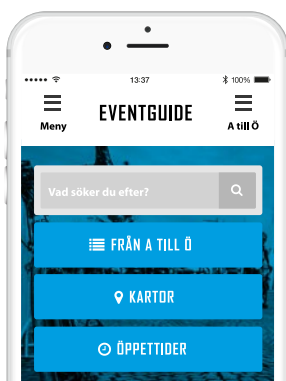 13:37
100%
EVENTGUIDE
Meny
A till Ö
Vad söker du efter?
FRÅN A TILL Ö
KARTOR
ÖPPETTIDER